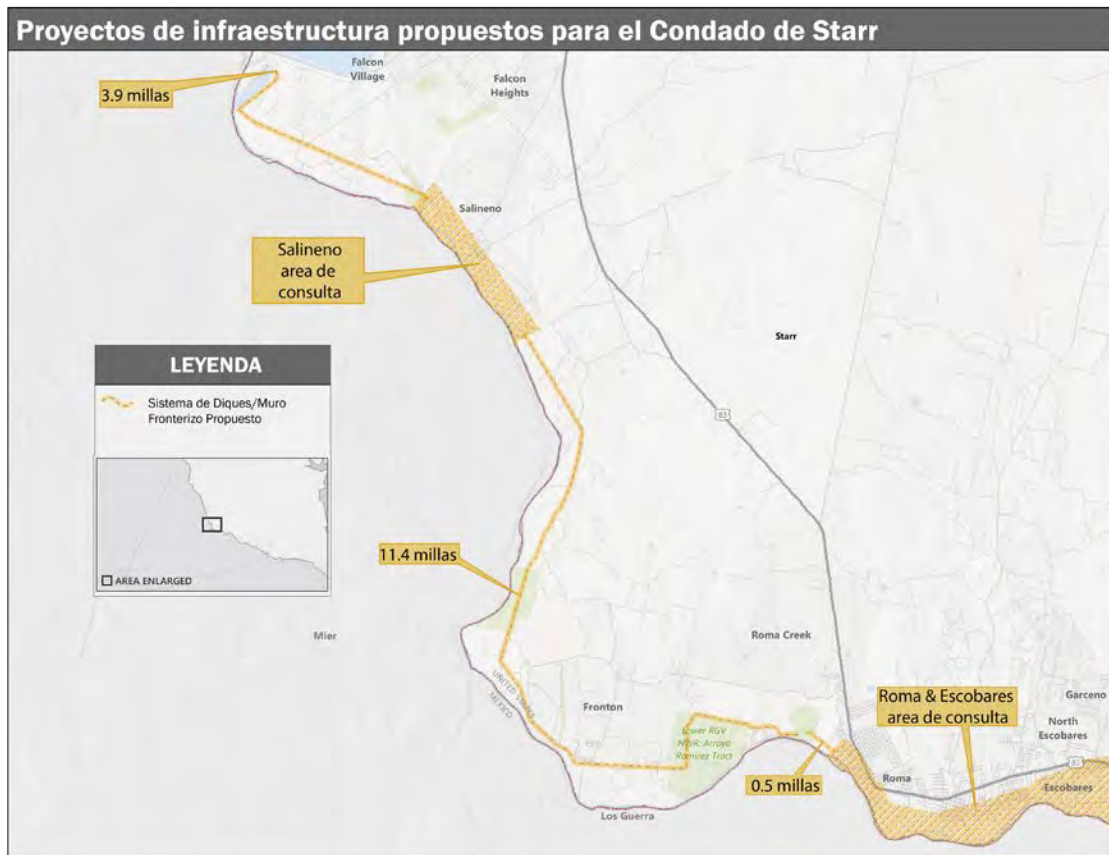 Proyectos de infraestructura propuestos para el Condado de Starr
Falcon
Village
Falcon
Heights
3.9 millas
Salineno
Salineno
area de
consulta
Starr
LEYENDA
Sistema de Diques/Muro
Fronterizo Propuesto
83
11.4 millas
AREA ENLARGED
Mier
Roma Creek
UNITED STATES
MEXICO
Fronton
Roma & Escobares
area de consulta
Garceno
North
Escobares
Lower RGV
NWR: Arroyo
Ramirez Tract
83
Roma
Escobares
0.5 millas
Los Guerra